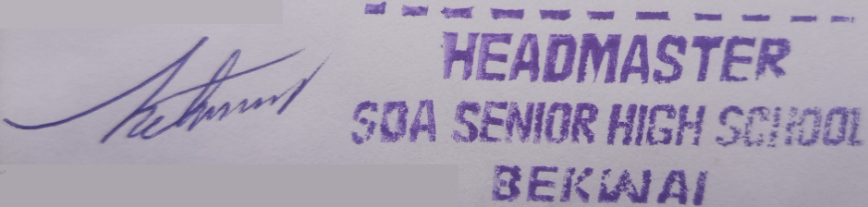 HEADMASTER
SDA SENIOR HIGH SCHOOL
BEKWAI